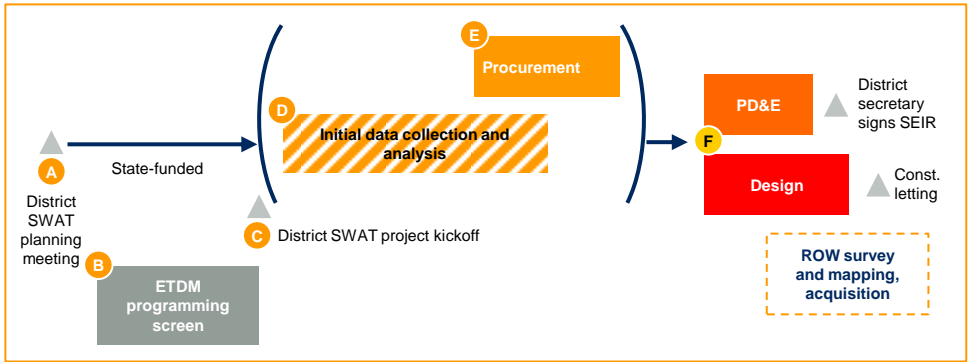 A
District
SWAT
planning
meeting
State-funded
B
ETDM
programming
screen
C
District SWAT project kickoff
D
Initial data collection and
analysis
E
Procurement
F
PD&E
District
secretary
signs SEIR
Design
Const.
letting
ROW survey
and mapping,
acquisition